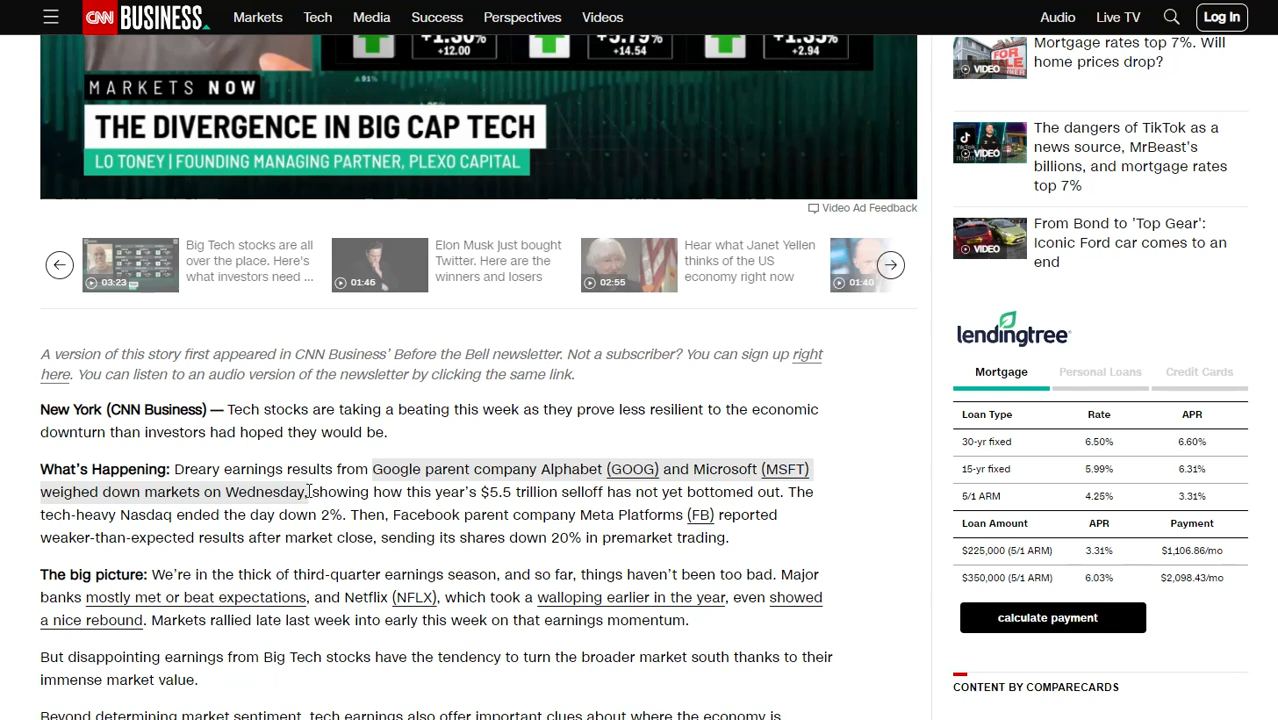 CNN BUSINESS
Markets
Tech
Media
Success
Perspectives
Videos
Audio
Live TV
Log In
+1.30%
+12.00
+5.79%
+14.54
+1.35%
+2.94
MARKETS NOW
THE DIVERGENCE IN BIG CAP TECH
LO TONEY | FOUNDING MANAGING PARTNER, PLEXO CAPITAL
Video Ad Feedback
03:23
Big Tech stocks are all
over the place. Here's
what investors need ...
01:46
Elon Musk just bought
Twitter. Here are the
winners and losers
02:55
Hear what Janet Yellen
thinks of the US
economy right now
01:40
A version of this story first appeared in CNN Business' Before the Bell newsletter. Not a subscriber? You can sign up right
here. You can listen to an audio version of the newsletter by clicking the same link.
New York (CNN Business) — Tech stocks are taking a beating this week as they prove less resilient to the economic
downturn than investors had hoped they would be.
What's Happening: Dreary earnings results from Google parent company Alphabet (GOOG) and Microsoft (MSFT)
weighed down markets on Wednesday, showing how this year's $5.5 trillion selloff has not yet bottomed out. The
tech-heavy Nasdaq ended the day down 2%. Then, Facebook parent company Meta Platforms (FB) reported
weaker-than-expected results after market close, sending its shares down 20% in premarket trading.
The big picture: We're in the thick of third-quarter earnings season, and so far, things haven't been too bad. Major
banks mostly met or beat expectations, and Netflix (NFLX), which took a walloping earlier in the year, even showed
a nice rebound. Markets rallied late last week into early this week on that earnings momentum.
But disappointing earnings from Big Tech stocks have the tendency to turn the broader market south thanks to their
immense market value.
Beyond determining market sentiment, tech earnings also offer important clues about where the economy is
VIDEO
Mortgage rates top 7%. Will
home prices drop?
VIDEO
The dangers of TikTok as a
news source, MrBeast's
billions, and mortgage rates
top 7%
VIDEO
From Bond to 'Top Gear':
Iconic Ford car comes to an
end
lendingtree
Mortgage
Personal Loans
Credit Cards
Loan Type Rate APR
30-yr fixed 6.50% 6.60%
15-yr fixed 5.99% 6.31%
5/1 ARM 4.25% 3.31%
Loan Amount APR Payment
$225,000 (5/1 ARM) 3.31% $1,106.86/mo
$350,000 (5/1 ARM) 6.03% $2,098.43/mo
calculate payment
CONTENT BY COMPARECARDS